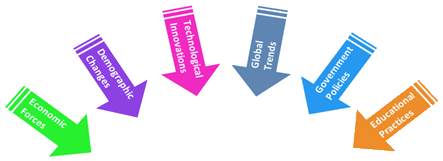 Economic
Forces
Demographic
Changes
Technological
Innovations
Global
Trends
Government
Policies
Educational
Practices